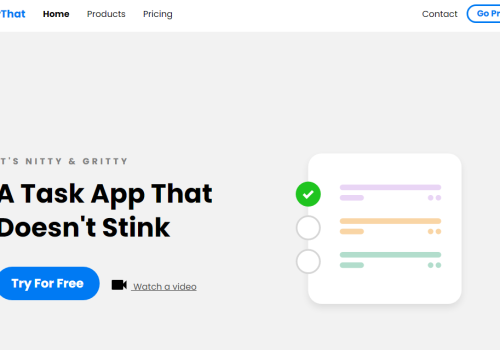 That Home Products Pricing Contact Go Pr
T'S NITTY & GRITTY
A Task App That
Doesn't Stink
Try For Free Watch a video